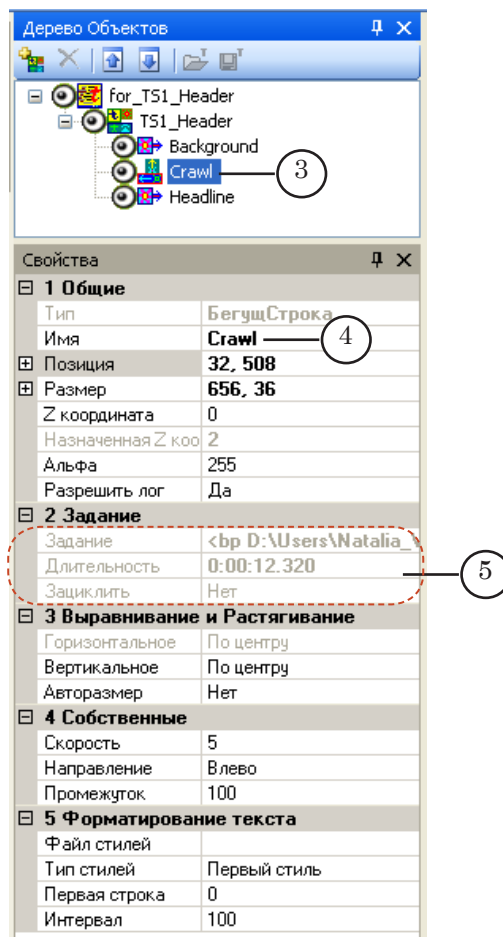 Дерево Объектов
for_TS1_Header
TS1_Header
Background
Crawl
3
Headline
Свойства
1 Общие
Тип БегущСтрока
Имя Crawl 4
Позиция 32, 508
Размер 656, 36
Z координата 0
Назначенная Z коо 2
Альфа 255
Разрешить лог Да
2 Задание
Задание <bp D:\Users\Natalia_
Длительность 0:00:12.320
5
Зациклить Нет
3 Выравнивание и Растягивание
Горизонтальное По центру
Вертикальное По центру
Авторазмер Нет
4 Собственные
Скорость 5
Направление Влево
Промежуток 100
5 Форматирование текста
Файл стилей
Тип стилей Первый стиль
Первая строка 0
Интервал 100